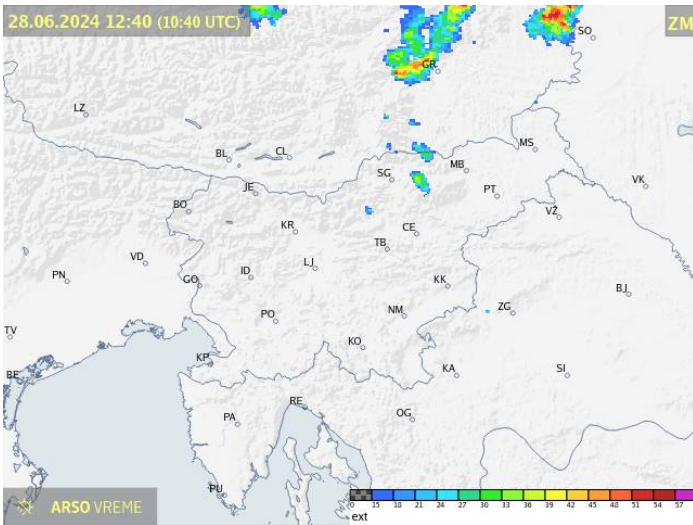 28.06.2024 12:40 (10:40 UTC)
ZM
SO
GR
LZ
MS
BL
CL
MB
SG
VK
JE
PT
BO
VŽ
KR
CE
TB
VD
LJ
ID
PN
GO
KK
BJ
NM
ZG
PO
TV
KO
KP
KA
SI
BE
RE
PA
OG
PU
ARSO VREME
0 15 18 21 24 27 30 33 36 39 42 45 48 51 54 57
ext